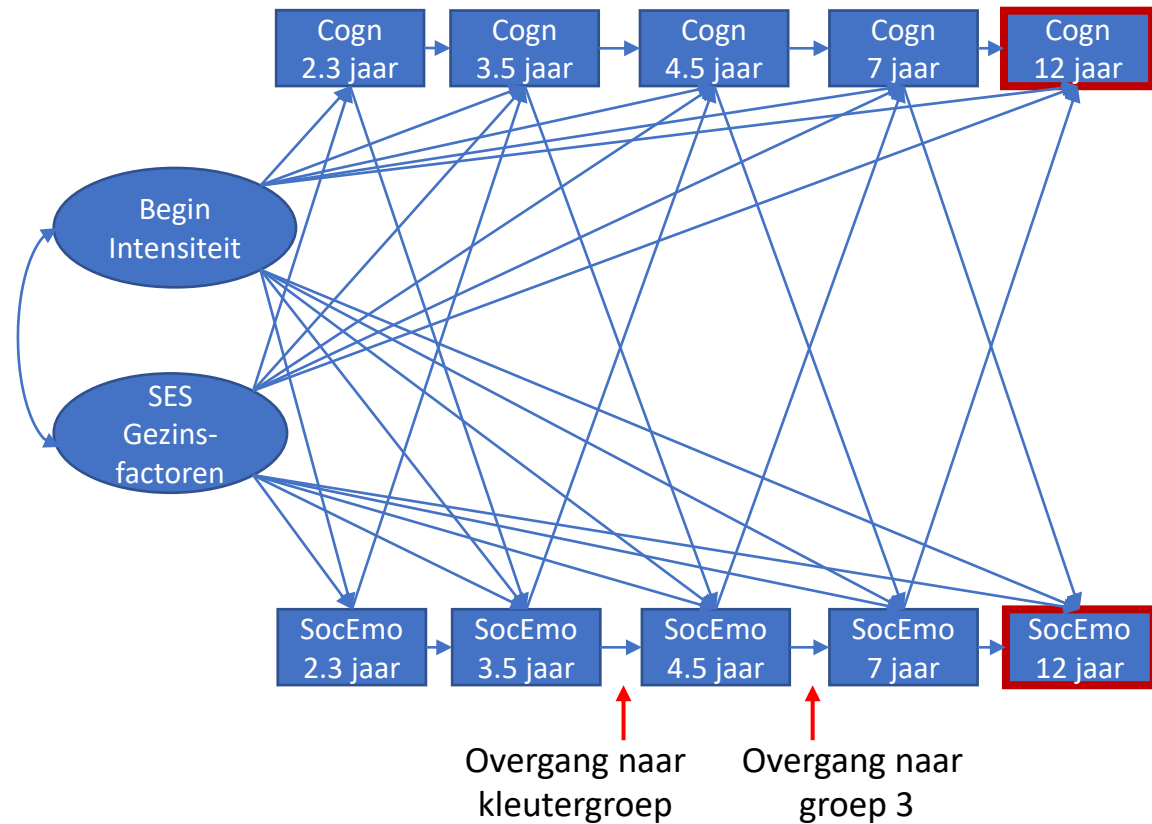 Cogn
2.3 jaar
Cogn
3.5 jaar
Cogn
4.5 jaar
Cogn
7 jaar
Cogn
12 jaar
Begin
Intensiteit
SES
Gezins-
factoren
SocEmo
2.3 jaar
SocEmo
3.5 jaar
SocEmo
4.5 jaar
SocEmo
7 jaar
SocEmo
12 jaar
Overgang naar
kleutergroep
Overgang naar
groep 3